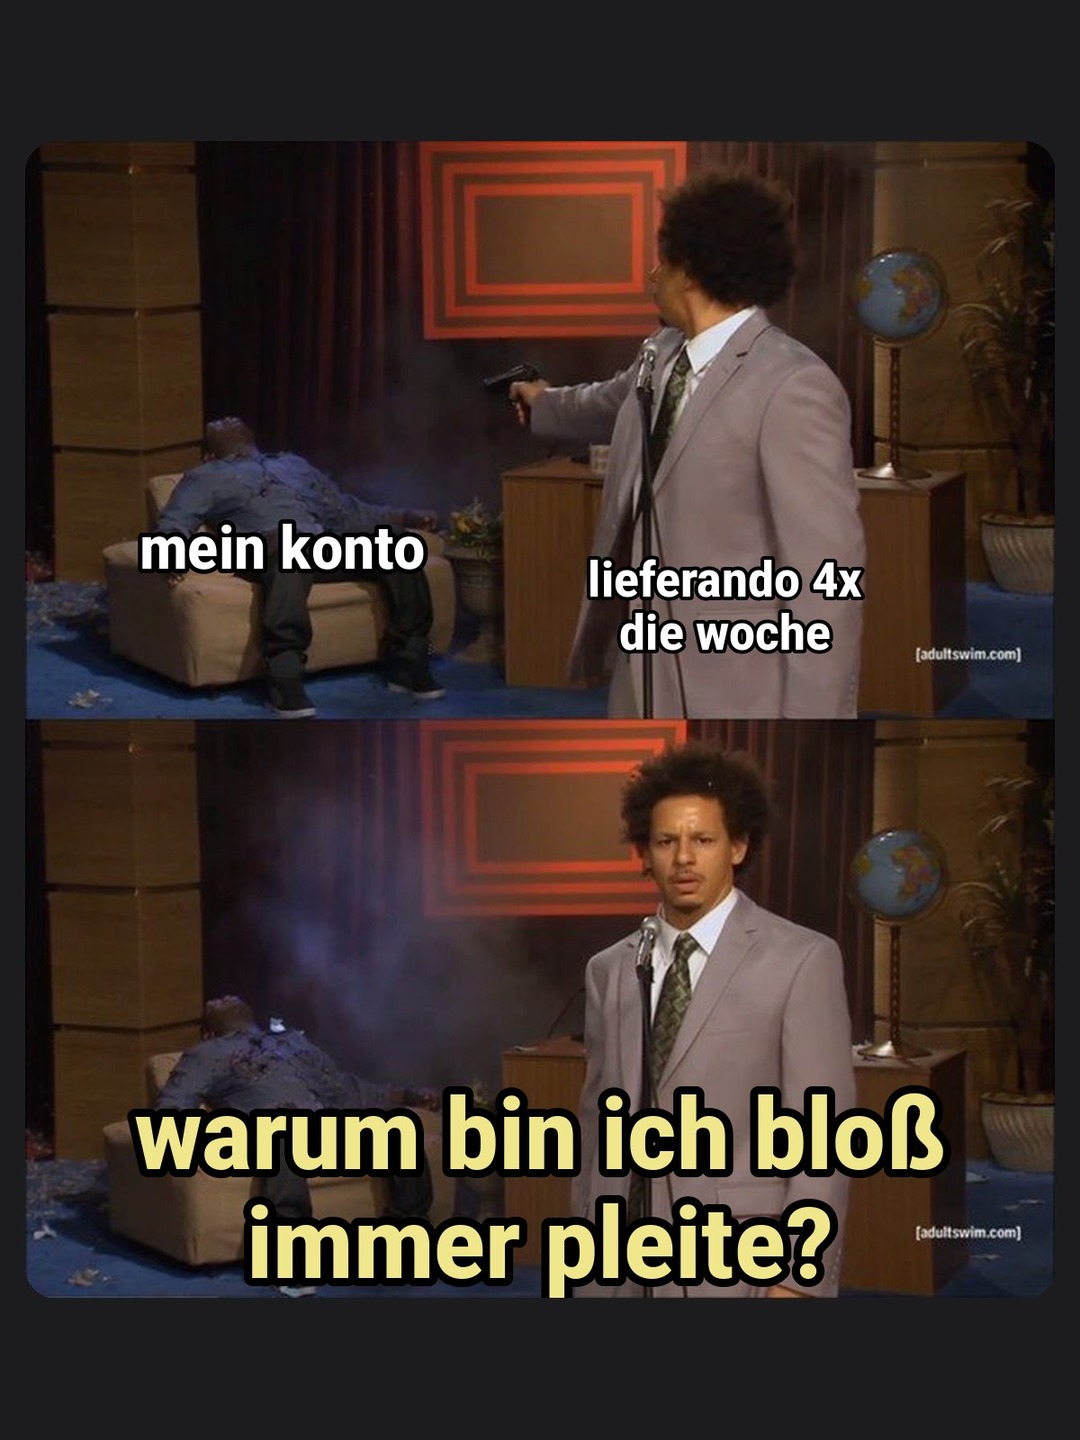 mein konto
lieferando 4x
die woche
[adultswim.com]
warum bin ich bloß
immer pleite?
[adultswim.com]